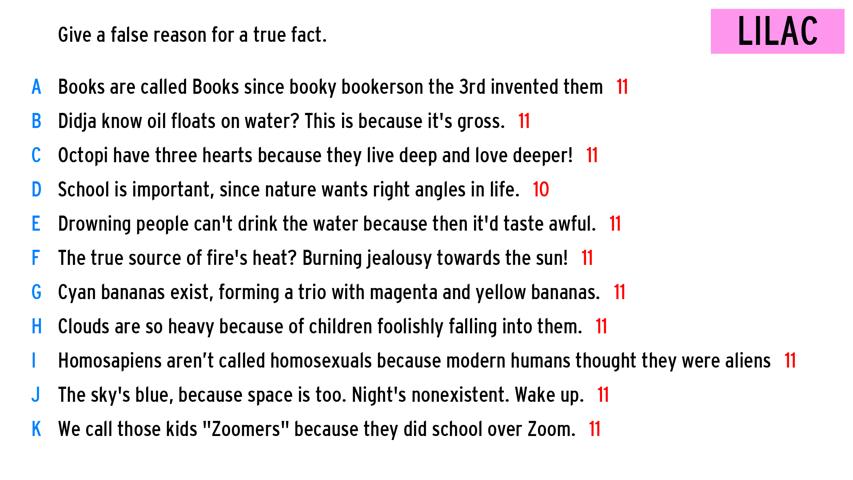 Give a false reason for a true fact.
LILAC
A Books are called Books since booky bookerson the 3rd invented them 11
B Didja know oil floats on water? This is because it's gross. 11
C Octopi have three hearts because they live deep and love deeper! 11
D School is important, since nature wants right angles in life. 10
E Drowning people can't drink the water because then it'd taste awful. 11
F The true source of fire's heat? Burning jealousy towards the sun! 11
G Cyan bananas exist, forming a trio with magenta and yellow bananas. 11
H Clouds are so heavy because of children foolishly falling into them. 11
I Homosapiens aren’t called homosexuals because modern humans thought they were aliens 11
J The sky's blue, because space is too. Night's nonexistent. Wake up. 11
K We call those kids "Zoomers" because they did school over Zoom. 11